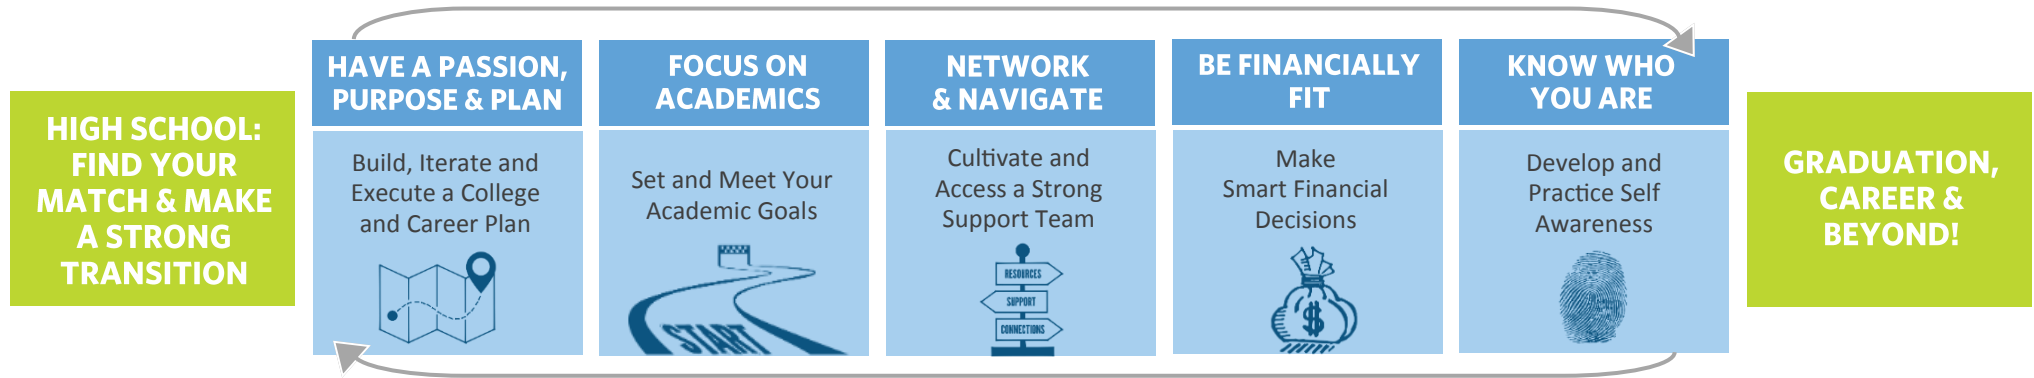 HIGH SCHOOL:
FIND YOUR
MATCH & MAKE
A STRONG
TRANSITION
HAVE A PASSION,
PURPOSE & PLAN
Build, Iterate and
Execute a College
and Career Plan
FOCUS ON
ACADEMICS
Set and Meet Your
Academic Goals
START
NETWORK
& NAVIGATE
Cultivate and
Access a Strong
Support Team
RESOURCES
SUPPORT
CONNECTIONS
BE FINANCIALLY
FIT
Make
Smart Financial
Decisions
$
KNOW WHO
YOU ARE
Develop and
Practice Self
Awareness
GRADUATION,
CAREER &
BEYOND!